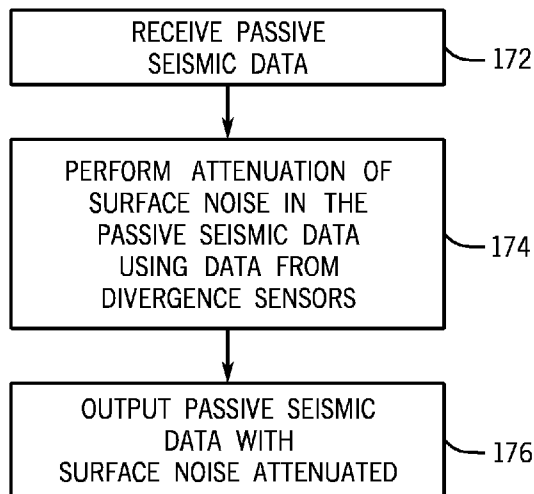 RECEIVE PASSIVE
SEISMIC DATA
172
PERFORM ATTENUATION OF
SURFACE NOISE IN THE
PASSIVE SEISMIC DATA
USING DATA FROM
DIVERGENCE SENSORS
174
OUTPUT PASSIVE SEISMIC
DATA WITH
SURFACE NOISE ATTENUATED
176